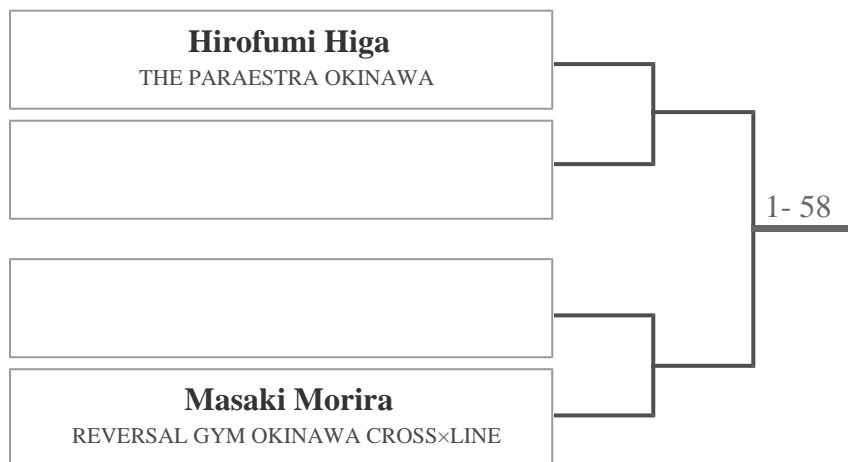 Hirofumi Higa
THE PARAESTRA OKINAWA
1- 58
Masaki Morira
REVERSAL GYM OKINAWA CROSS×LINE